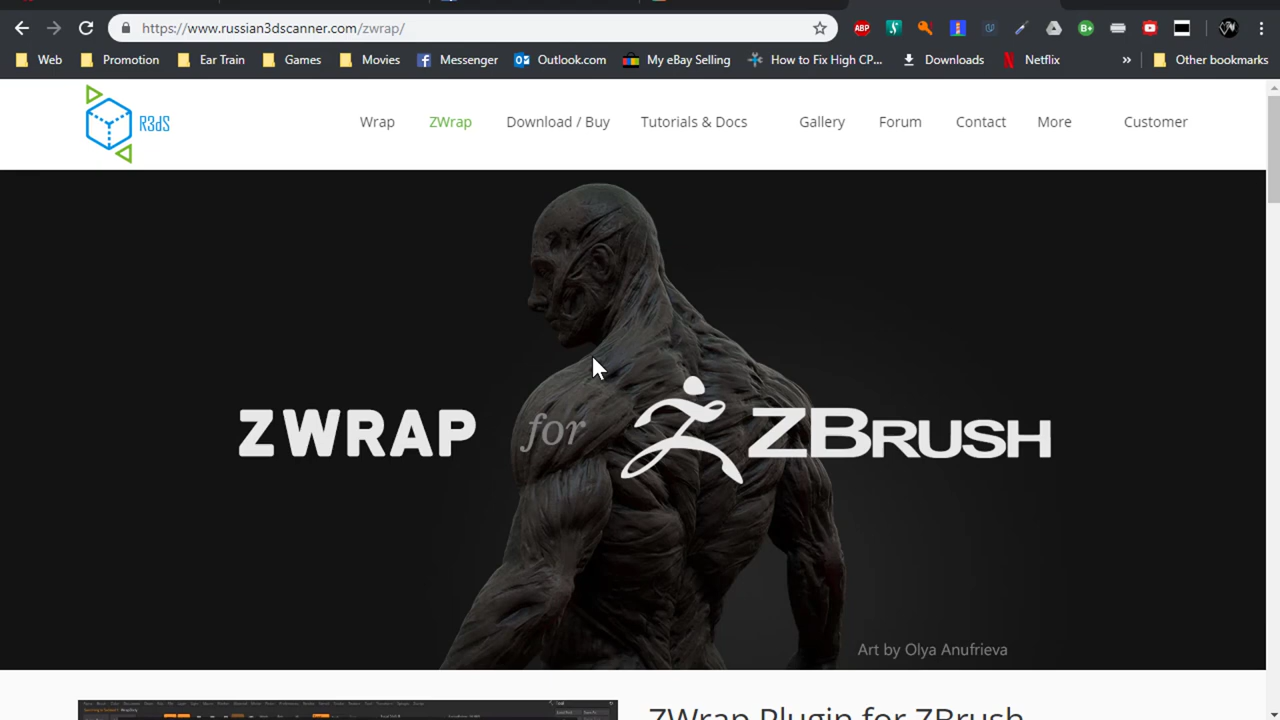 https://www.russian3dscanner.com/zwrap/
ABP
Web Promotion Ear Train Games Movies Messenger Outlook.com My eBay Selling How to Fix High CP... Downloads Netflix » Other bookmarks
R3dS
Wrap ZWrap Download / Buy Tutorials & Docs Gallery Forum Contact More Customer
ZWRAP for ZBRUSH
Art by Olya Anufrieva
ZWrap Plugin for ZBrush